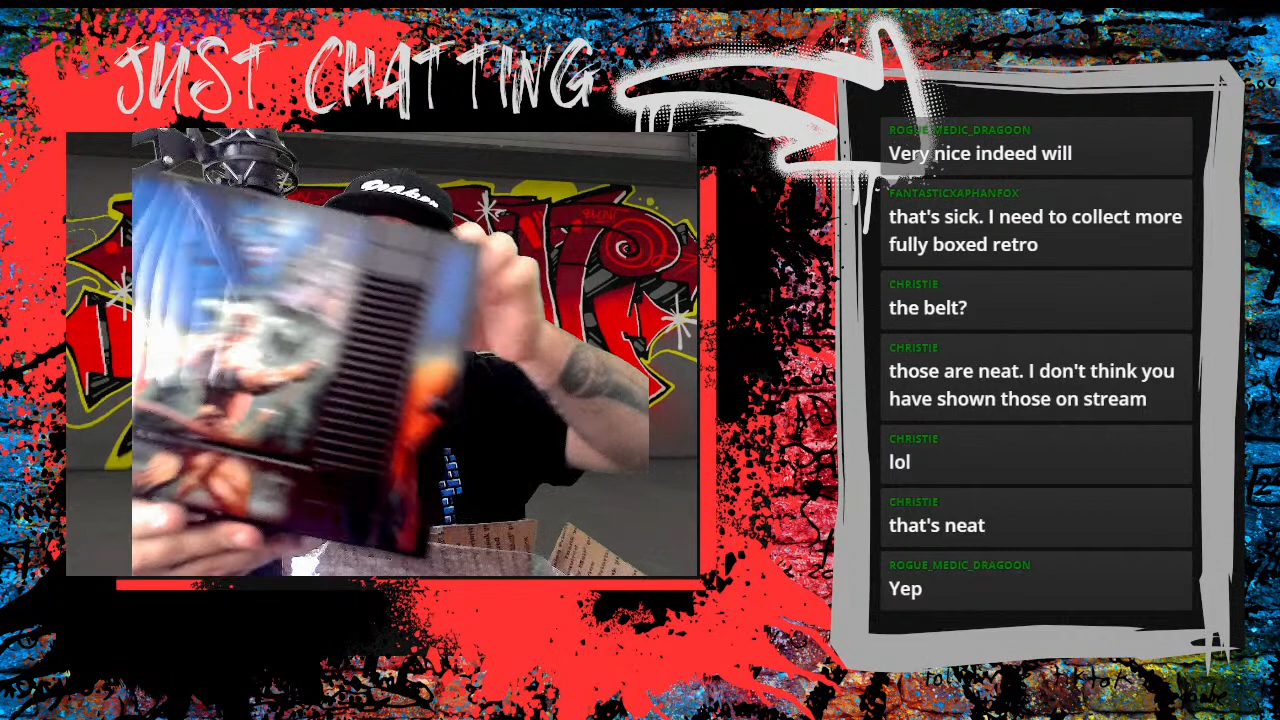 JUST CHATTING
ROGUE_MEDIC_DRAGOON
Very nice indeed will
FANTASTICXAPHANFOX
that's sick. I need to collect more
fully boxed retro
CHRISTIE
the belt?
CHRISTIE
those are neat. I don't think you
have shown those on stream
CHRISTIE
lol
CHRISTIE
that's neat
ROGUE_MEDIC_DRAGOON
Yep